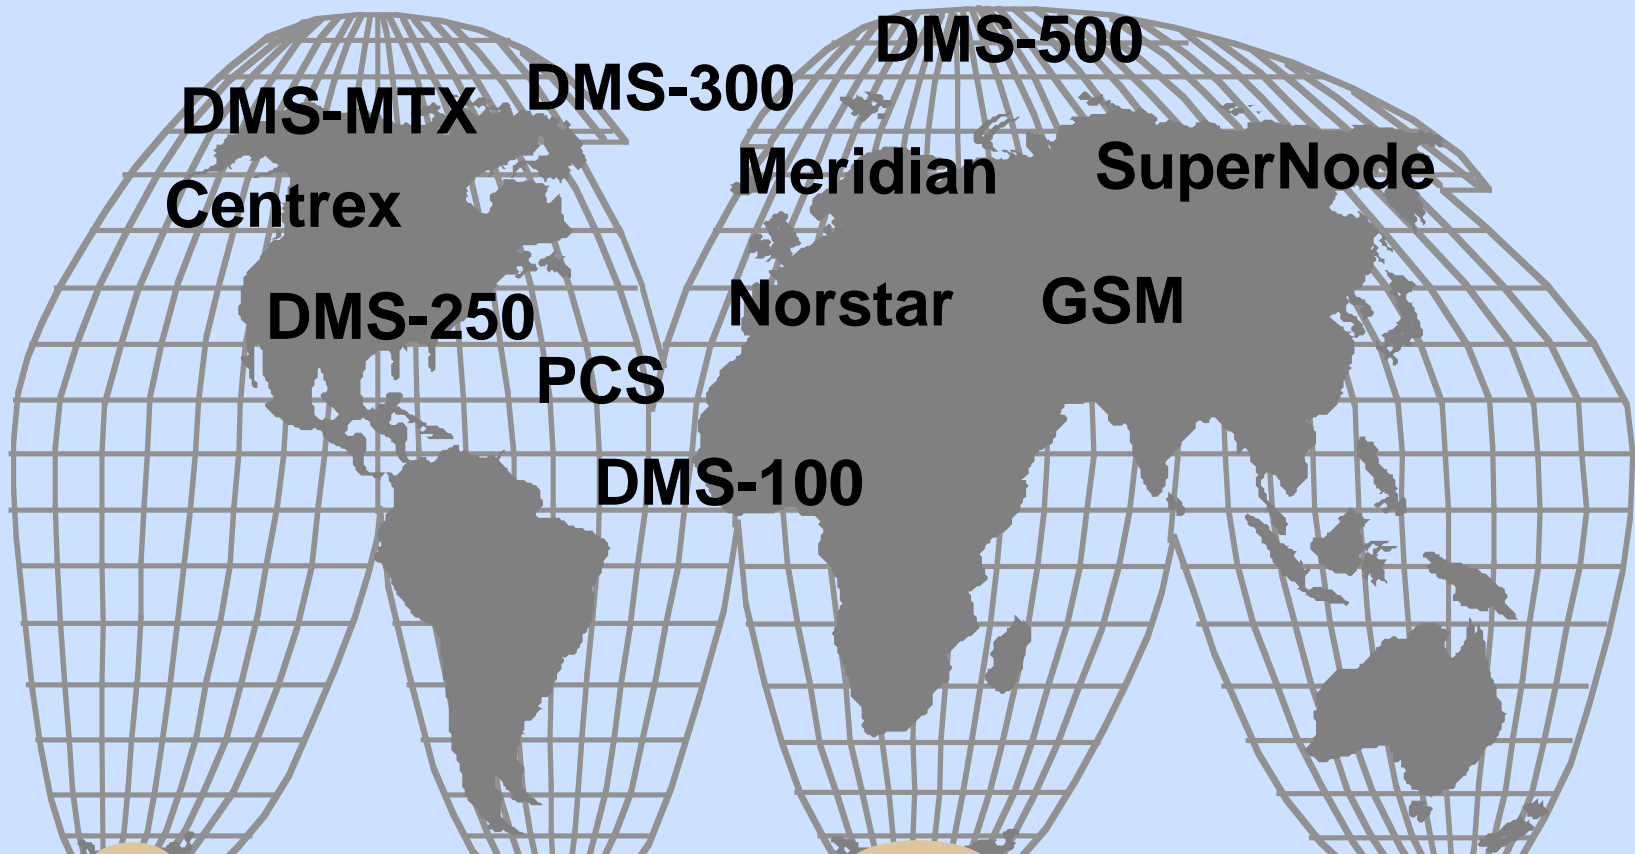 DMS-500
DMS-300
DMS-MTX
Meridian
SuperNode
Centrex
Norstar
GSM
DMS-250
PCS
DMS-100